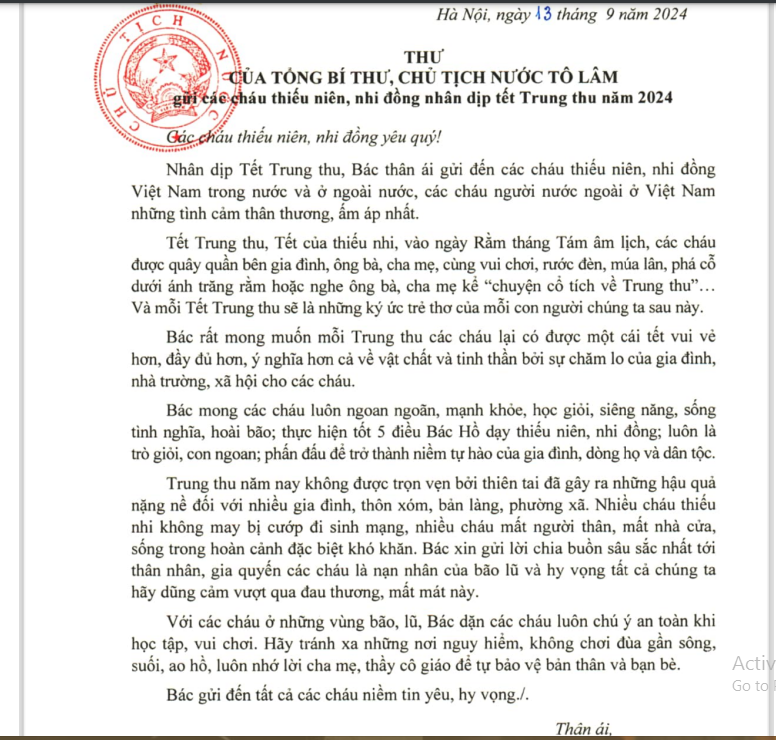 Hà Nội, ngày 13 tháng 9 năm 2024
CHỦ TỊCH NƯỚC
THƯ
CỦA TỔNG BÍ THƯ, CHỦ TỊCH NƯỚC TÔ LÂM
gửi các cháu thiếu niên, nhi đồng nhân dịp tết Trung thu năm 2024
Các cháu thiếu niên, nhi đồng yêu quý!
Nhân dịp Tết Trung thu, Bác thân ái gửi đến các cháu thiếu niên, nhi đồng
Việt Nam trong nước và ở ngoài nước, các cháu người nước ngoài ở Việt Nam
những tình cảm thân thương, ấm áp nhất.
Tết Trung thu, Tết của thiếu nhi, vào ngày Rằm tháng Tám âm lịch, các cháu
được quây quần bên gia đình, ông bà, cha mẹ, cùng vui chơi, rước đèn, múa lân, phá cỗ
dưới ánh trăng rằm hoặc nghe ông bà, cha mẹ kể “chuyện cổ tích về Trung thu”…
Và mỗi Tết Trung thu sẽ là những ký ức trẻ thơ của mỗi con người chúng ta sau này.
Bác rất mong muốn mỗi Trung thu các cháu lại có được một cái tết vui vẻ
hơn, đầy đủ hơn, ý nghĩa hơn cả về vật chất và tinh thần bởi sự chăm lo của gia đình,
nhà trường, xã hội cho các cháu.
Bác mong các cháu luôn ngoan ngoãn, mạnh khỏe, học giỏi, siêng năng, sống
tình nghĩa, hoài bão; thực hiện tốt 5 điều Bác Hồ dạy thiếu niên, nhi đồng; luôn là
trò giỏi, con ngoan; phấn đấu để trở thành niềm tự hào của gia đình, dòng họ và dân tộc.
Trung thu năm nay không được trọn vẹn bởi thiên tai đã gây ra những hậu quả
nặng nề đối với nhiều gia đình, thôn xóm, bản làng, phường xã. Nhiều cháu thiếu
nhi không may bị cướp đi sinh mạng, nhiều cháu mất người thân, mất nhà cửa,
sống trong hoàn cảnh đặc biệt khó khăn. Bác xin gửi lời chia buồn sâu sắc nhất tới
thân nhân, gia quyến các cháu là nạn nhân của bão lũ và hy vọng tất cả chúng ta
hãy dũng cảm vượt qua đau thương, mất mát này.
Với các cháu ở những vùng bão, lũ, Bác dặn các cháu luôn chú ý an toàn khi
học tập, vui chơi. Hãy tránh xa những nơi nguy hiểm, không chơi đùa gần sông,
suối, ao hồ, luôn nhớ lời cha mẹ, thầy cô giáo để tự bảo vệ bản thân và bạn bè.
Bác gửi đến tất cả các cháu niềm tin yêu, hy vọng./.
Thân ái,
Activ
Go to